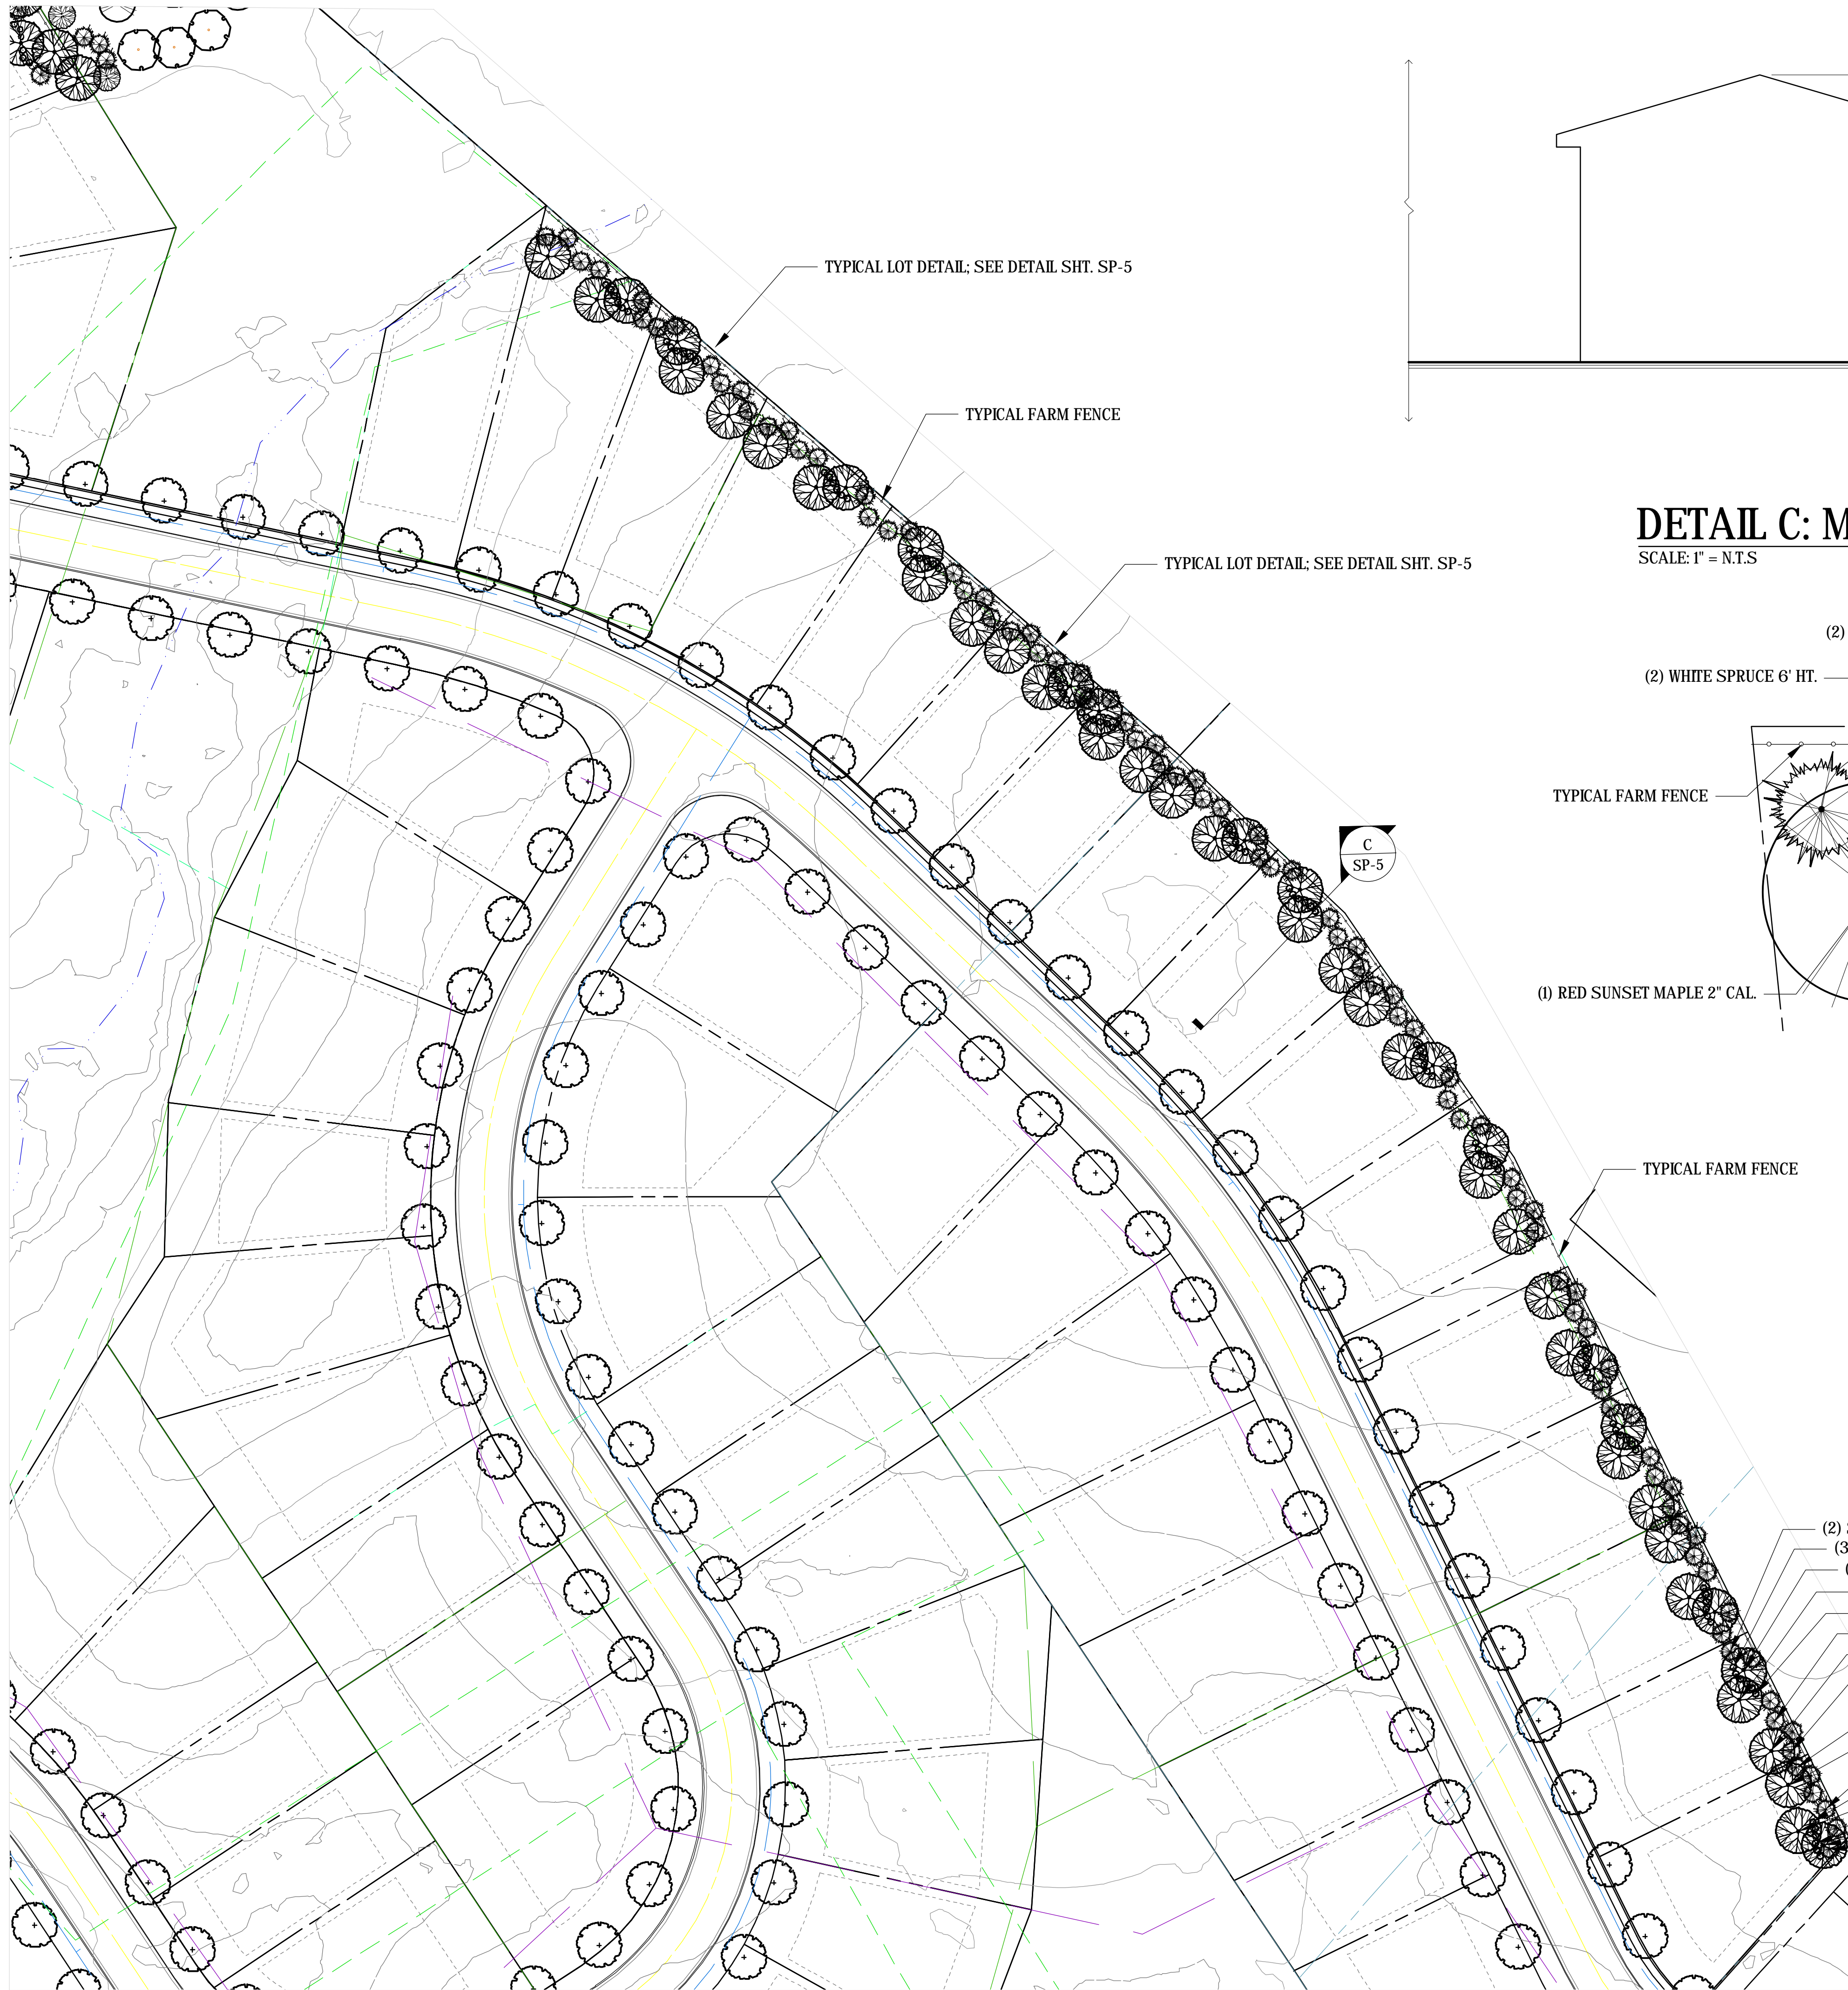 TYPICAL LOT DETAIL; SEE DETAIL SHT. SP-5
TYPICAL FARM FENCE
DETAIL C: M
SCALE: 1" = N.T.S
TYPICAL LOT DETAIL; SEE DETAIL SHT. SP-5
(2)
(2) WHITE SPRUCE 6' HT.
TYPICAL FARM FENCE
C
SP-5
(1) RED SUNSET MAPLE 2" CAL.
TYPICAL FARM FENCE
(2)
(3
(